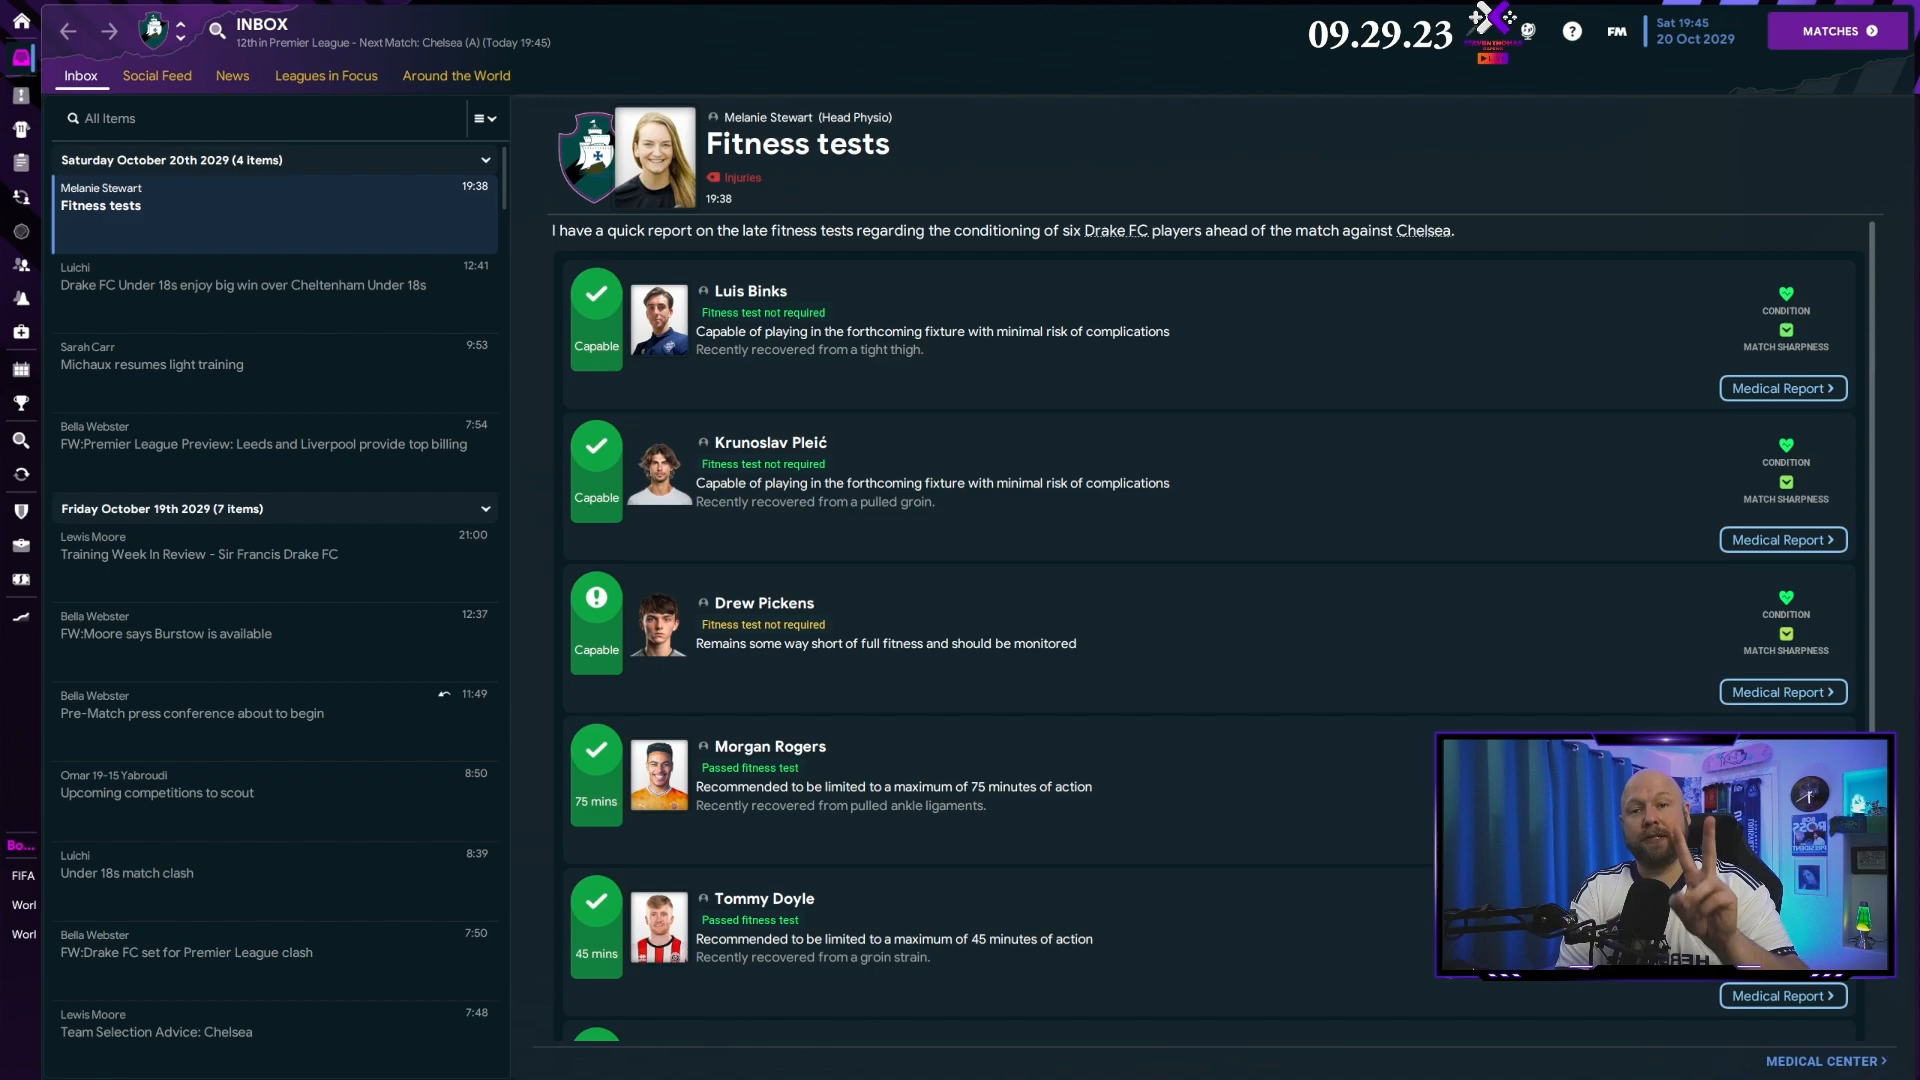 INBOX
12th in Premier League - Next Match: Chelsea (A) (Today 19:45)
09.29.23
FM
Sat 19:45
20 Oct 2029
MATCHES
Inbox
Social Feed
News
Leagues in Focus
Around the World
All Items
Saturday October 20th 2029 (4 items)
Melanie Stewart 19:38
Fitness tests
Luichi 12:41
Drake FC Under 18s enjoy big win over Cheltenham Under 18s
Sarah Carr 9:53
Michaux resumes light training
Bella Webster 7:54
FW:Premier League Preview: Leeds and Liverpool provide top billing
Friday October 19th 2029 (7 items)
Lewis Moore 21:00
Training Week In Review - Sir Francis Drake FC
Bella Webster 12:37
FW:Moore says Burstow is available
Bella Webster 11:49
Pre-Match press conference about to begin
Omar 19-15 Yabroudi 8:50
Upcoming competitions to scout
Luichi 8:39
Under 18s match clash
Bella Webster 7:50
FW:Drake FC set for Premier League clash
Lewis Moore 7:48
Team Selection Advice: Chelsea
Bo...
FIFA
Worl
Worl
Melanie Stewart (Head Physio)
Fitness tests
Injuries
19:38
I have a quick report on the late fitness tests regarding the conditioning of six Drake FC players ahead of the match against Chelsea.
Capable
Luis Binks
Fitness test not required
Capable of playing in the forthcoming fixture with minimal risk of complications
Recently recovered from a tight thigh.
CONDITION
MATCH SHARPNESS
Medical Report
Capable
Krunoslav Pleić
Fitness test not required
Capable of playing in the forthcoming fixture with minimal risk of complications
Recently recovered from a pulled groin.
CONDITION
MATCH SHARPNESS
Medical Report
Capable
Drew Pickens
Fitness test not required
Remains some way short of full fitness and should be monitored
CONDITION
MATCH SHARPNESS
Medical Report
75 mins
Morgan Rogers
Passed fitness test
Recommended to be limited to a maximum of 75 minutes of action
Recently recovered from pulled ankle ligaments.
45 mins
Tommy Doyle
Passed fitness test
Recommended to be limited to a maximum of 45 minutes of action
Recently recovered from a groin strain.
Medical Report
MEDICAL CENTER